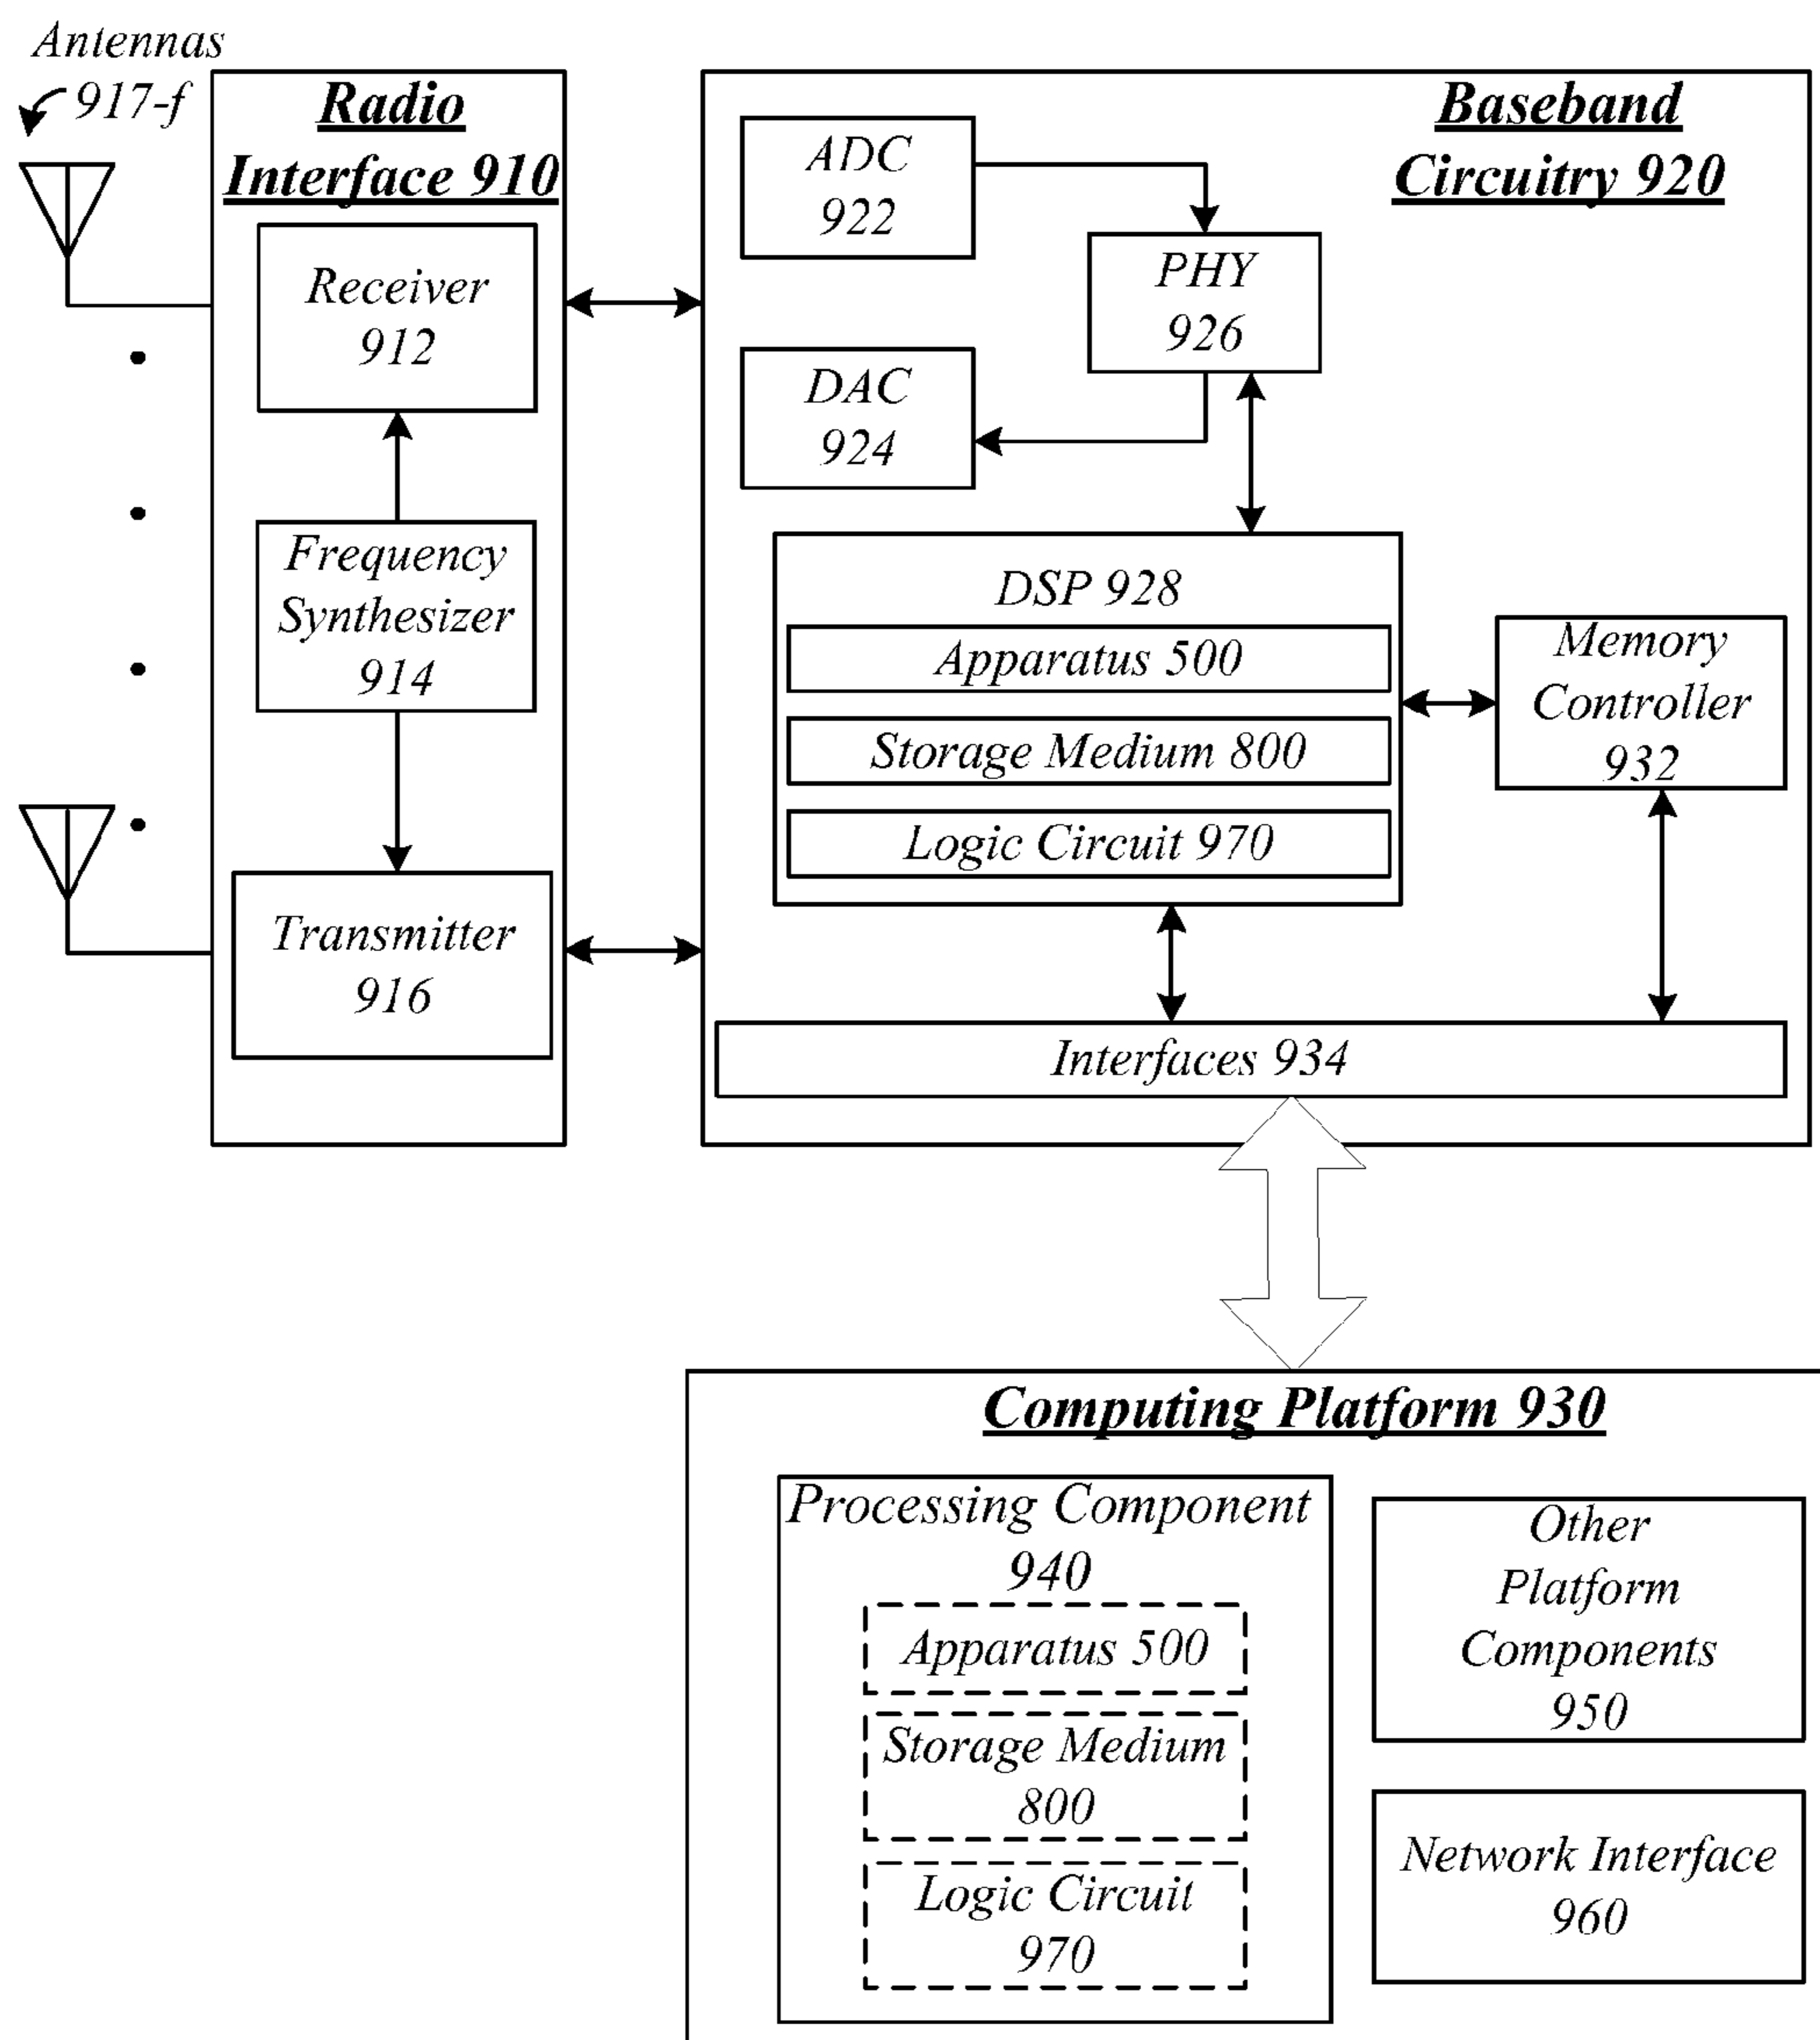 Antennas
917-f
Radio
Interface 910
Receiver
912
Frequency
Synthesizer
914
Transmitter
916
Baseband
Circuitry 920
ADC
922
PHY
926
DAC
924
DSP 928
Apparatus 500
Storage Medium 800
Logic Circuit 970
Memory
Controller
932
Interfaces 934
Computing Platform 930
Processing Component
940
Apparatus 500
Storage Medium
800
Logic Circuit
970
Other
Platform
Components
950
Network Interface
960